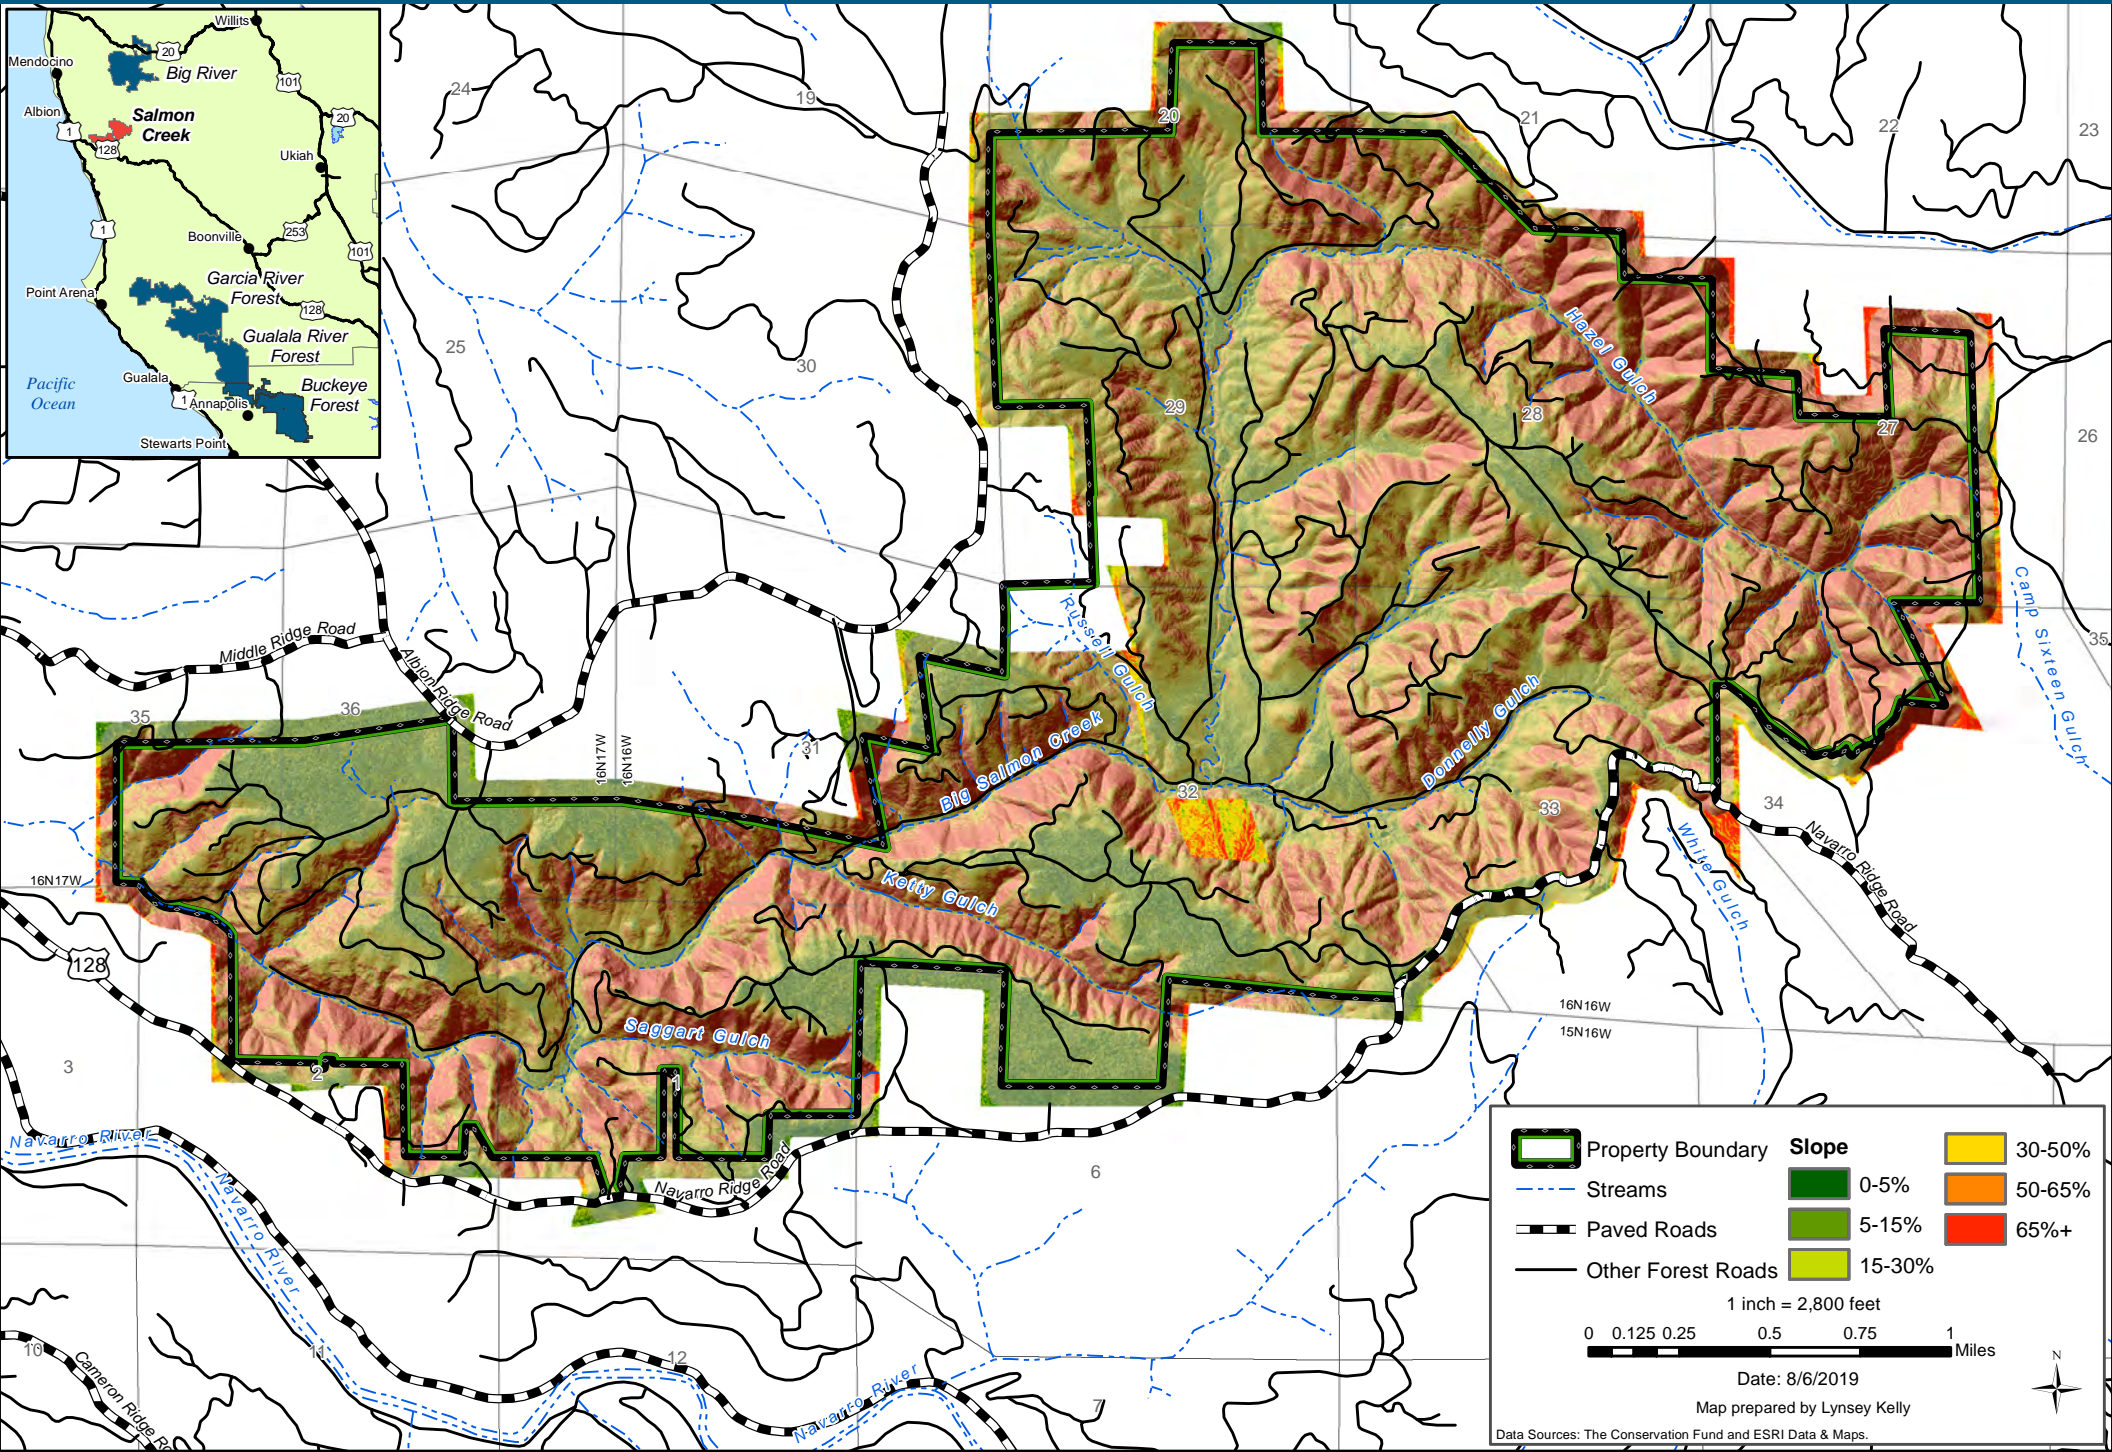 Willits
20
Mendocino
Big River
101
Albion
Salmon
Creek
1
20
128
Ukiah
1
Boonville
253
101
Garcia River
Forest
Point Arena
128
Gualala River
Forest
Pacific
Ocean
Gualala
Buckeye
Forest
1
Annapolis
Stewarts Point
24
19
20
21
22
23
25
30
29
28
27
26
Hazel Gulch
Camp Sixteen Gulch
Russell Gulch
35
Middle Ridge Road
Albion Ridge Road
35
36
31
16N17W
16N16W
Big Salmon Creek
Donnelly Gulch
32
33
34
White Gulch
Navarro Ridge Road
16N17W
Ketty Gulch
128
16N16W
15N16W
Saggart Gulch
3
2
1
Navarro River
Navarro River
Navarro Ridge Road
6
10
11
12
7
Cameron Ridge Ro
Navarro River
Property Boundary
Streams
Paved Roads
Other Forest Roads
Slope
0-5%
5-15%
15-30%
30-50%
50-65%
65%+
1 inch = 2,800 feet
0 0.125 0.25 0.5 0.75 1
Miles
Date: 8/6/2019
N
Map prepared by Lynsey Kelly
Data Sources: The Conservation Fund and ESRI Data & Maps.